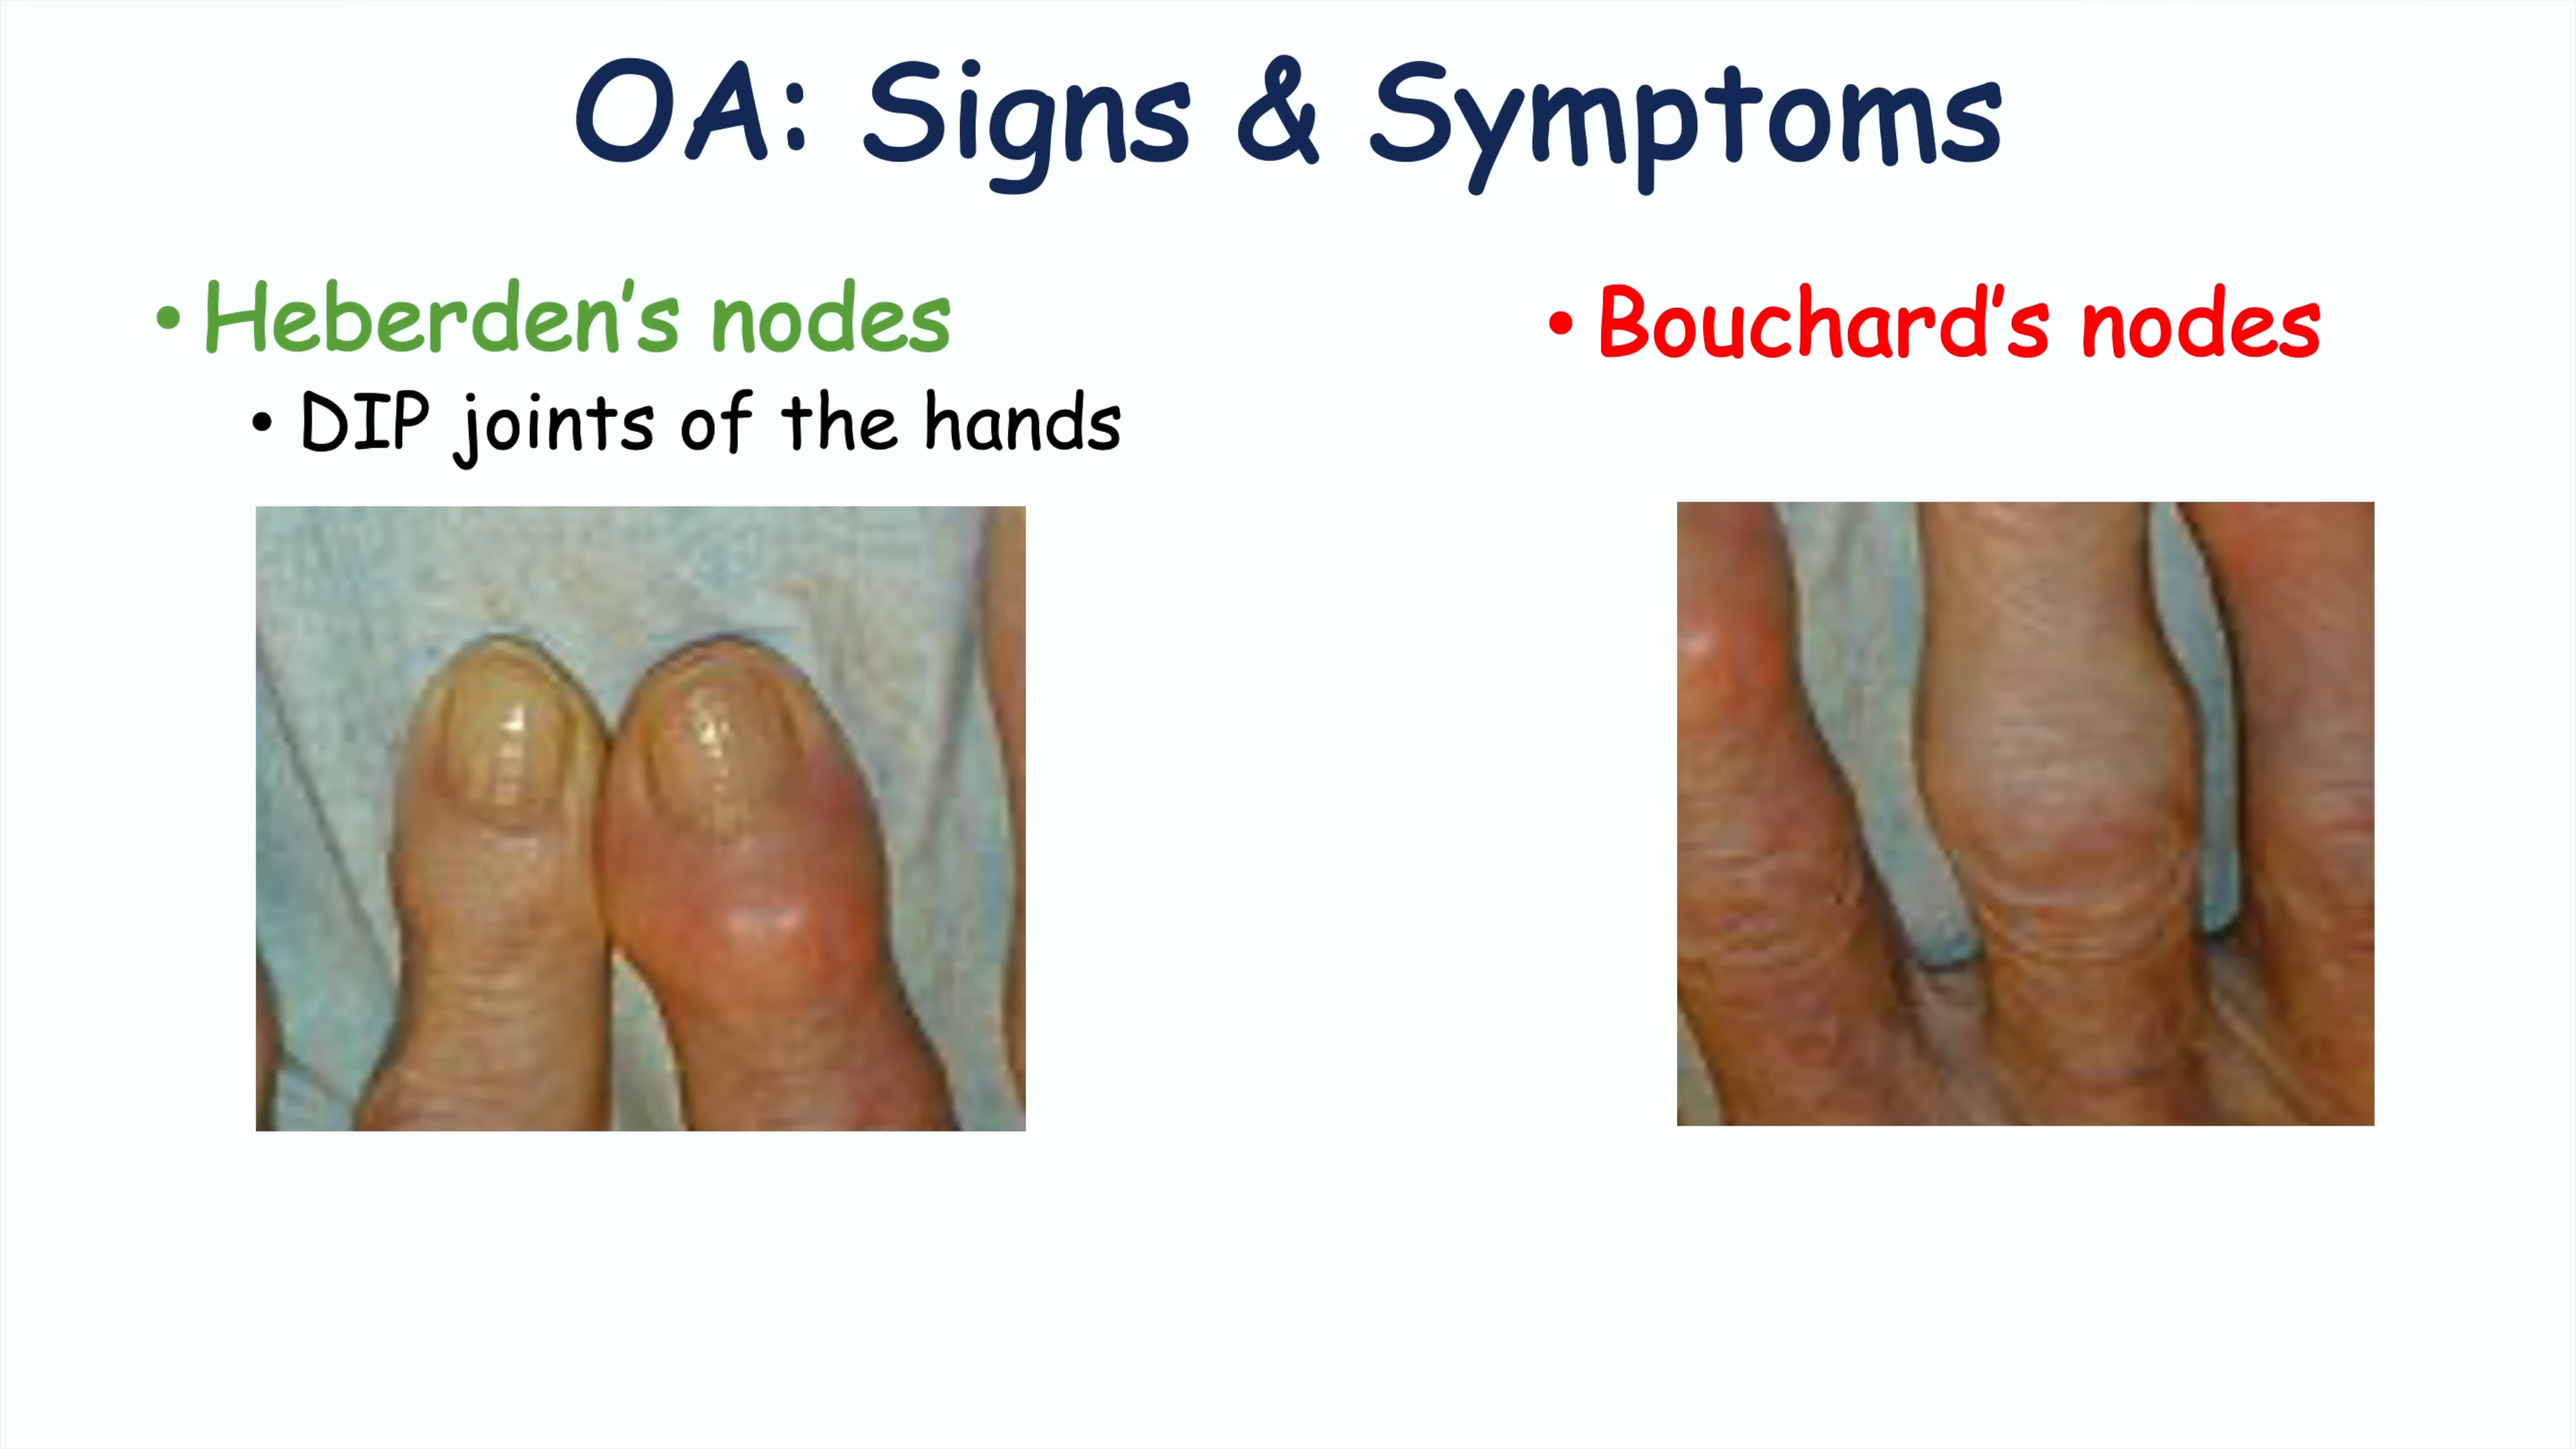 OA: Signs & Symptoms
• Heberden's nodes
• DIP joints of the hands
• Bouchard's nodes